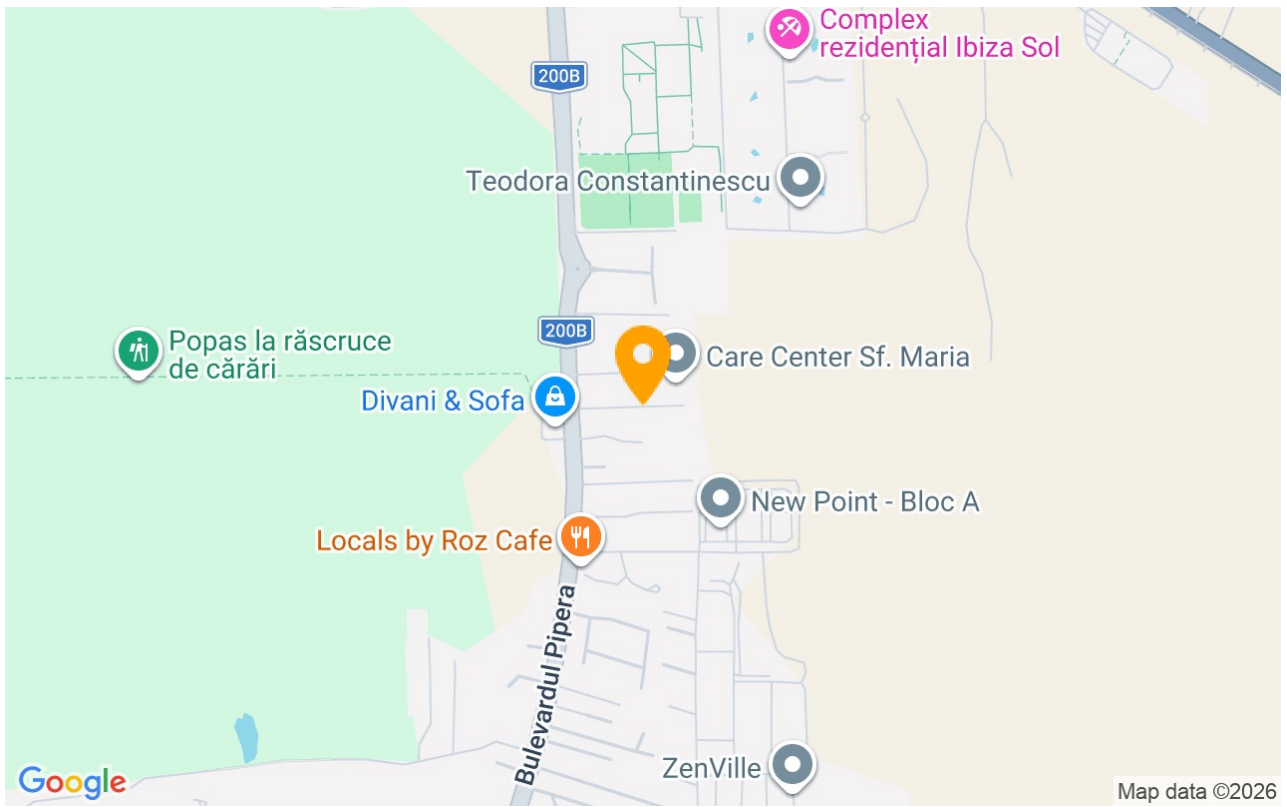 Complex
rezidențial Ibiza Sol
200B
Teodora Constantinescu
200B
Popas la răscruce
de cărări
Care Center Sf. Maria
Divani & Sofa
New Point - Bloc A
Locals by Roz Cafe
Bulevardul Pipera
ZenVille
Google
Map data ©2026